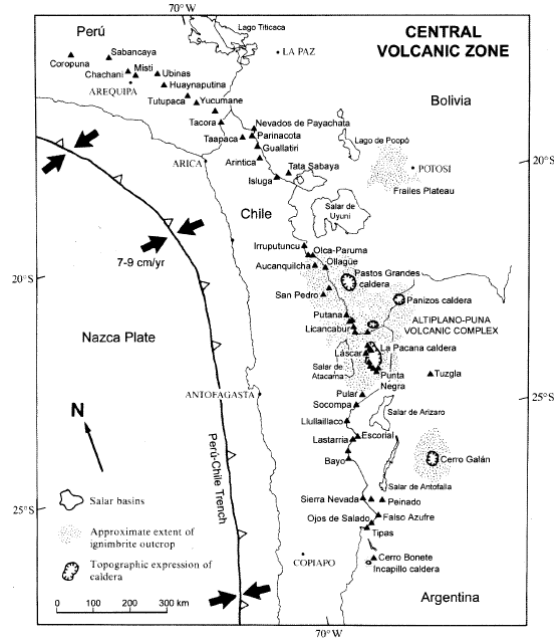 70°W
Lago Titicaca
Perú
LA PAZ
CENTRAL
VOLCANIC ZONE
Sabancaya
Coropuna
Misti
Chachani
Ubinas
AREQUIPA
Huaynaputina
Tutupaca
Yucumane
Bolivia
Tacora
Nevados de Payachata
Taapaca
Parinacota
Guallatiri
Lago de Poopó
ARICA
Arintica
Tata Sabaya
POTOSI
20°S
Isluga
Frailes Plateau
Salar de
Uyuni
Chile
Irruputuncu
Olca-Paruma
7-9 cm/yr
Aucanquilcha
Ollagüe
Pastos Grandes
caldera
20°S
San Pedro
Panizos caldera
Putana
ALTIPLANO-PUNA
VOLCANIC COMPLEX
Licancabur
Nazca Plate
Láscar
La Pacana caldera
Salar de
Atacama
Punta
Negra
Tuzgla
ANTOFAGASTA
Pular
25°S
Socompa
Salar de Arizaro
N
Llullaillaco
Escorial
Lastarria
Perú-Chile Trench
Bayo
Cerro Galán
Salar de Antofalla
Salar basins
Sierra Nevada
Peinado
25°S
Approximate extent of
ignimbrite outcrop
Ojos de Salado
Falso Azufre
Tipas
Topographic expression of
caldera
COPIAPO
Cerro Bonete
Incapillo caldera
0 100 200 300 km
Argentina
70°W